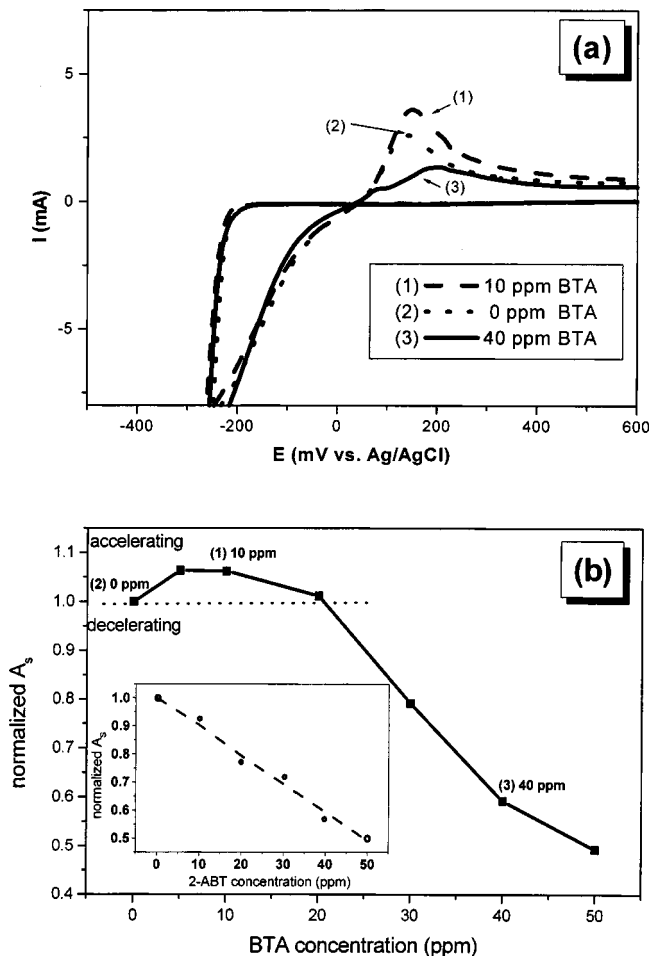 (a)
5
0
-5
I (mA)
(1)
(2)
(3)
(1) 10 ppm BTA
(2) 0 ppm BTA
(3) 40 ppm BTA
-400 -200 0 200 400 600
E (mV vs. Ag/AgCl)
(b)
accelerating
decelerating
(2) 0 ppm
(1) 10 ppm
(3) 40 ppm
1.1
1.0
0.9
0.8
0.7
0.6
0.5
0.4
normalized As
1.0
0.9
0.8
0.7
0.6
0.5
normalized As
0 10 20 30 40 50
2-ABT concentration (ppm)
0 10 20 30 40 50
BTA concentration (ppm)